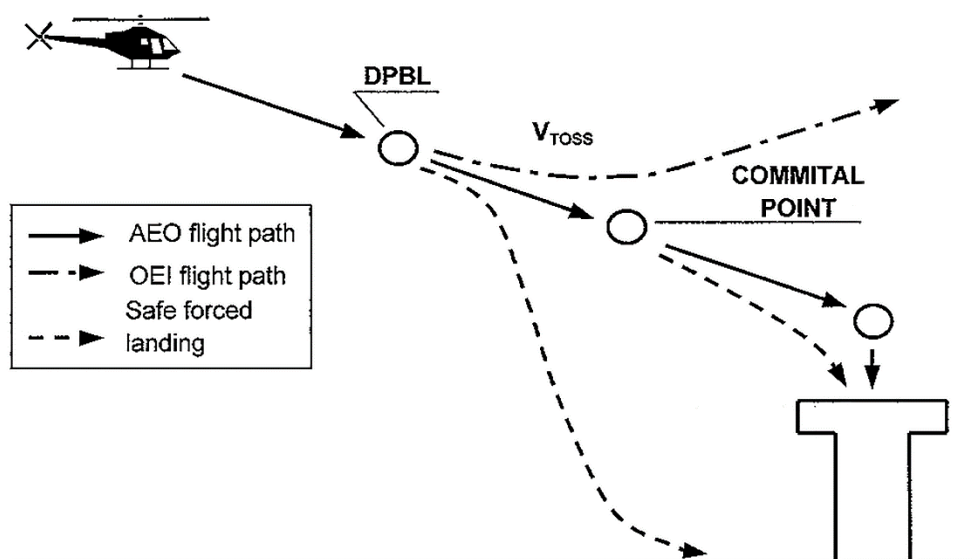 DPBL
VTOSS
COMMITAL
POINT
AEO flight path
OEI flight path
Safe forced
landing